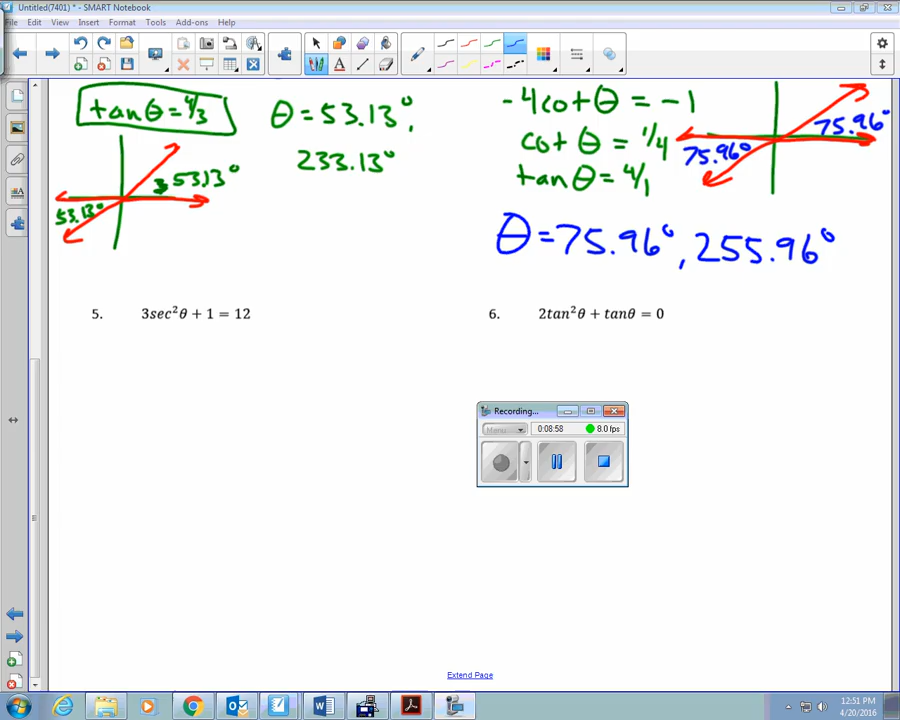 Untitled(7401) * - SMART Notebook
File Edit View Insert Format Tools Add-ons Help
tanθ = 4/3
θ = 53.13°,
233.13°
53.13°
53.13°
-4cotθ = -1
cotθ = 1/4
tanθ = 4/1
75.96°
75.96°
θ = 75.96°, 255.96°
5. 3sec²θ + 1 = 12
6. 2tan²θ + tanθ = 0
Recording...
Menu 0:08:58 8.0 fps
Extend Page
12:51 PM
4/20/2016